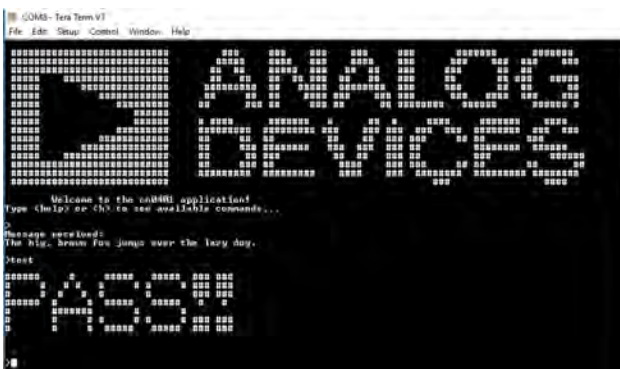 COM8 - Tera Term VT
File Edit Setup Control Window Help
ANALOG
DEVICES
Welcome to the cn0401 application!
Type <help> or <h> to see available commands...
>
Message received:
The big, brown fox jumps over the lazy dog.
>test
PASS!!
>